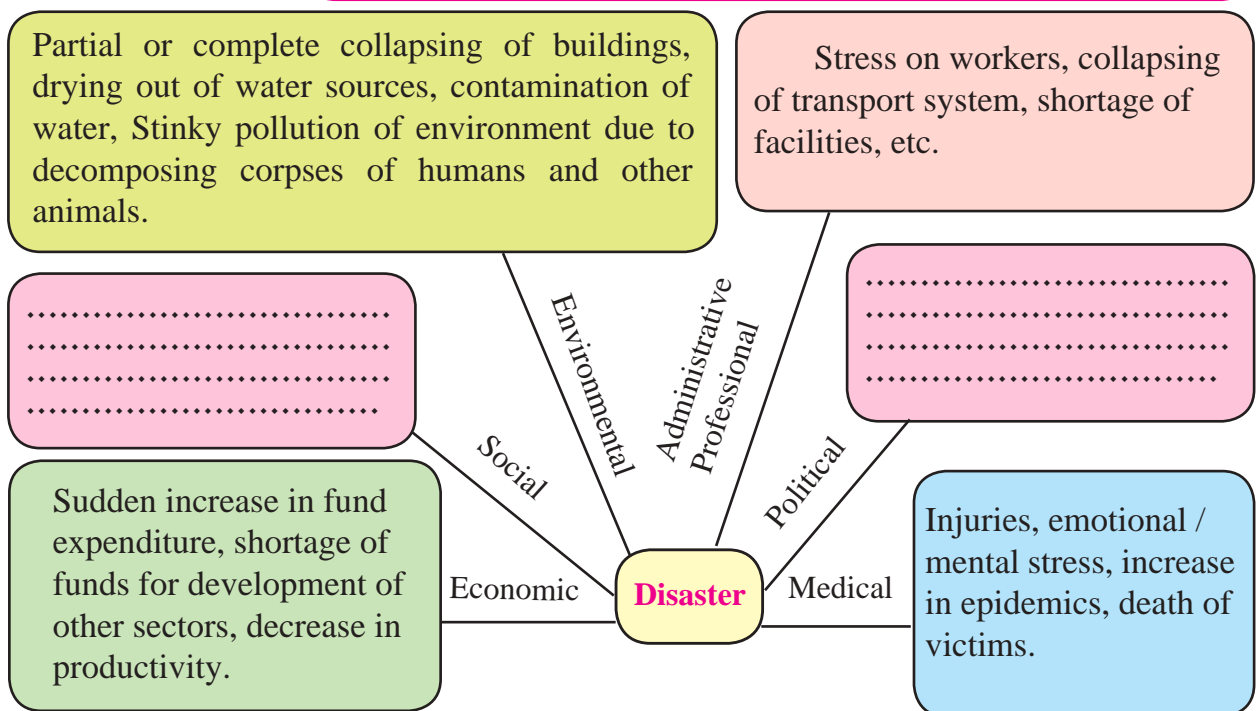 Partial or complete collapsing of buildings,
drying out of water sources, contamination of
water, Stinky pollution of environment due to
decomposing corpses of humans and other
animals.
Stress on workers, collapsing
of transport system, shortage of
facilities, etc.
Environmental
Administrative
Professional
Social
Political
Sudden increase in fund
expenditure, shortage of
funds for development of
other sectors, decrease in
productivity.
Economic
Disaster
Medical
Injuries, emotional /
mental stress, increase
in epidemics, death of
victims.